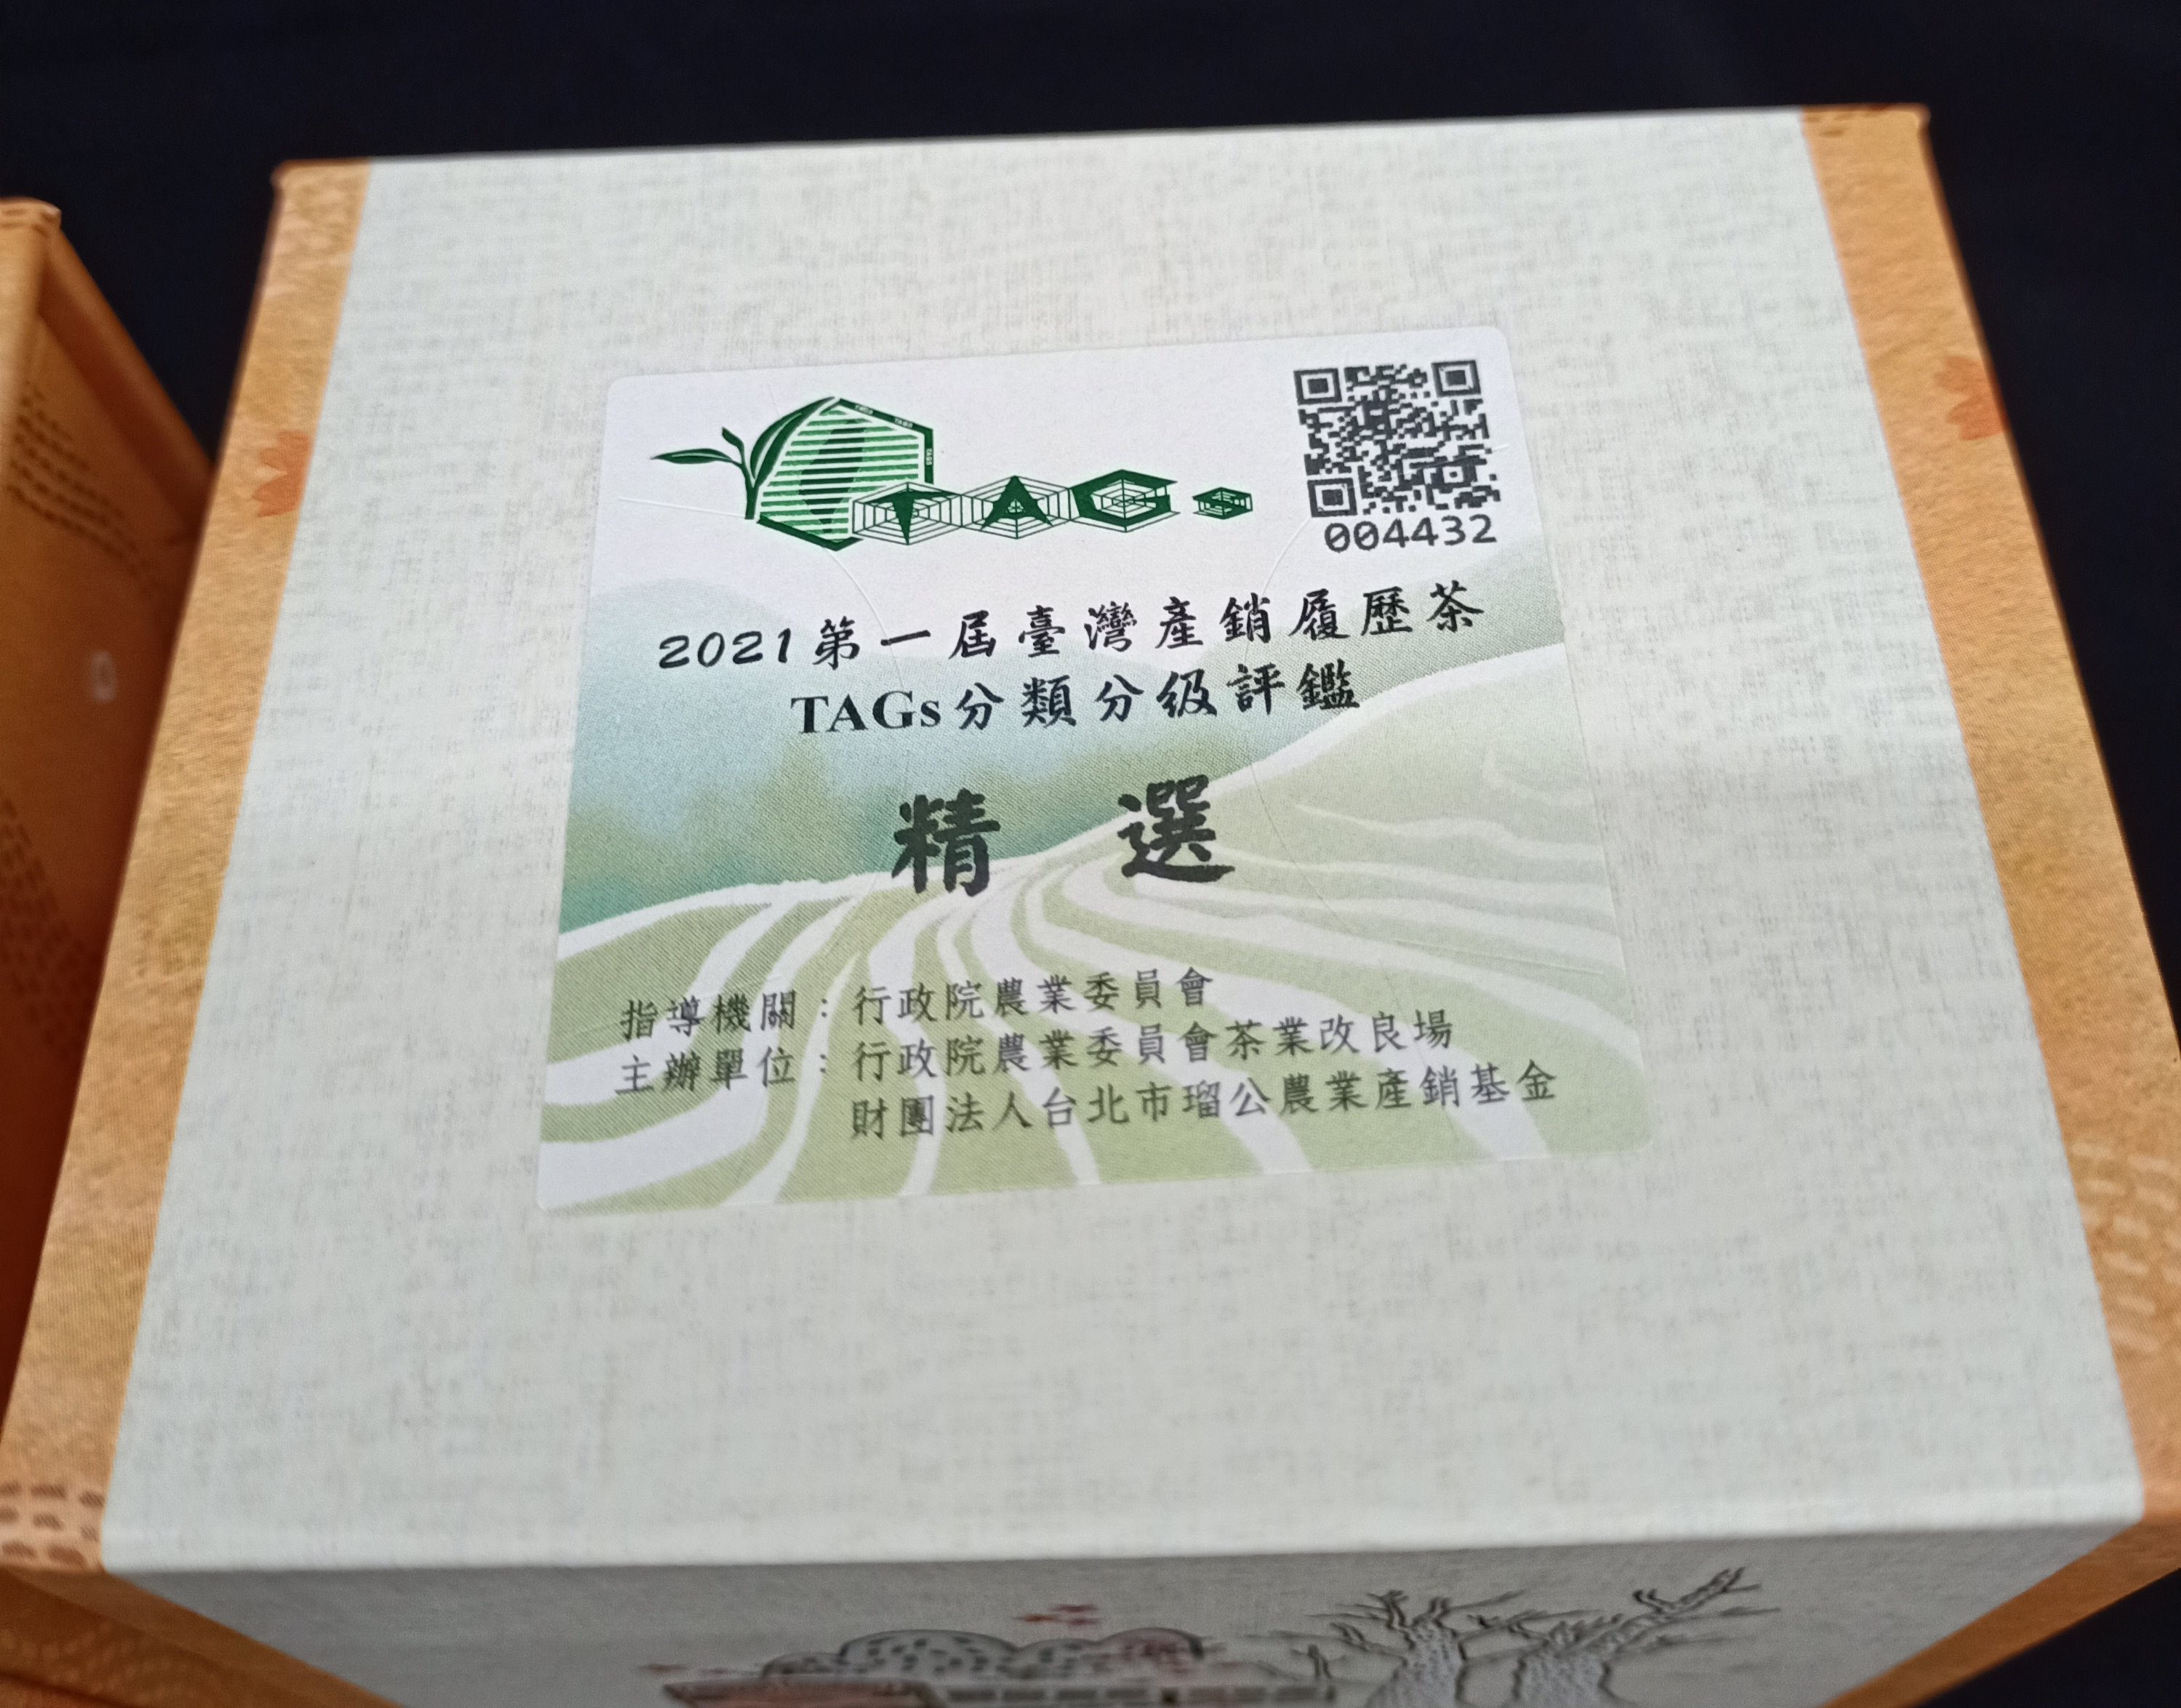 TAGs
004432
2021第一屆臺灣產銷履歷茶
TAGs分類分級評鑑
精 選
指導機關：行政院農業委員會
主辦單位：行政院農業委員會茶業改良場
財團法人台北市瑠公農業產銷基金